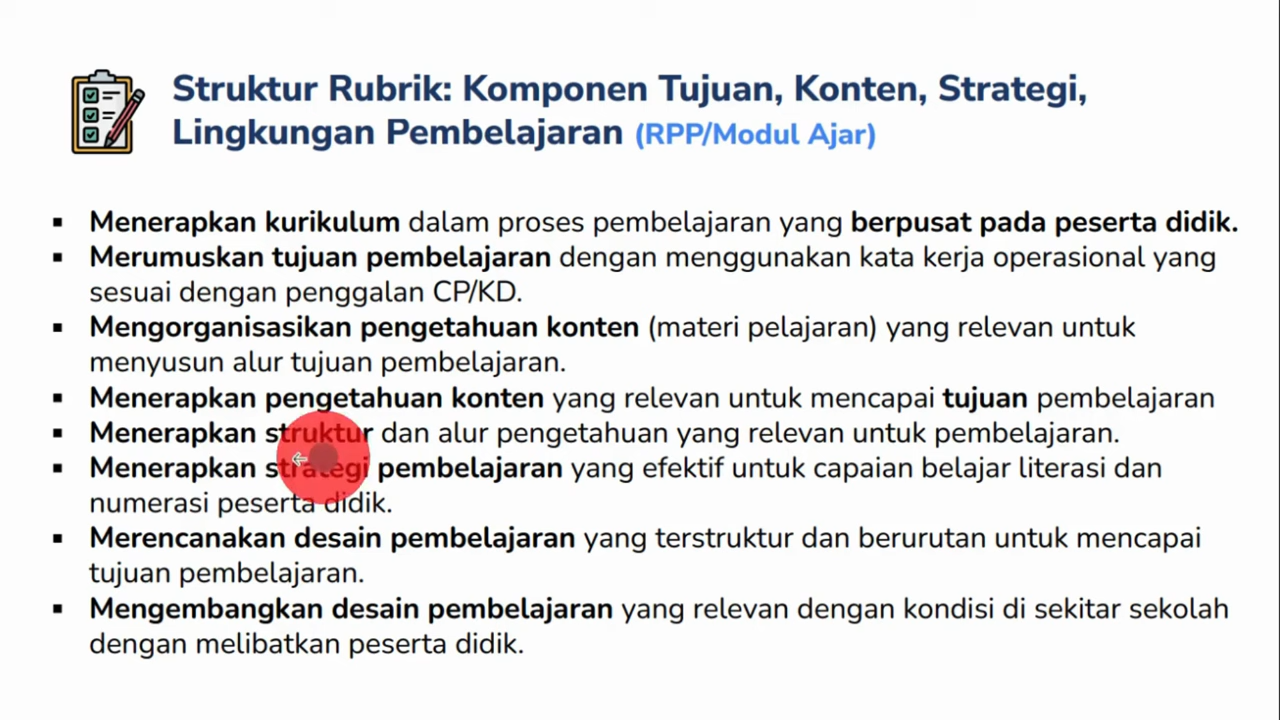 Struktur Rubrik: Komponen Tujuan, Konten, Strategi,
Lingkungan Pembelajaran (RPP/Modul Ajar)
▪ Menerapkan kurikulum dalam proses pembelajaran yang berpusat pada peserta didik.
▪ Merumuskan tujuan pembelajaran dengan menggunakan kata kerja operasional yang
sesuai dengan penggalan CP/KD.
▪ Mengorganisasikan pengetahuan konten (materi pelajaran) yang relevan untuk
menyusun alur tujuan pembelajaran.
▪ Menerapkan pengetahuan konten yang relevan untuk mencapai tujuan pembelajaran
▪ Menerapkan struktur dan alur pengetahuan yang relevan untuk pembelajaran.
▪ Menerapkan strategi pembelajaran yang efektif untuk capaian belajar literasi dan
numerasi peserta didik.
▪ Merencanakan desain pembelajaran yang terstruktur dan berurutan untuk mencapai
tujuan pembelajaran.
▪ Mengembangkan desain pembelajaran yang relevan dengan kondisi di sekitar sekolah
dengan melibatkan peserta didik.